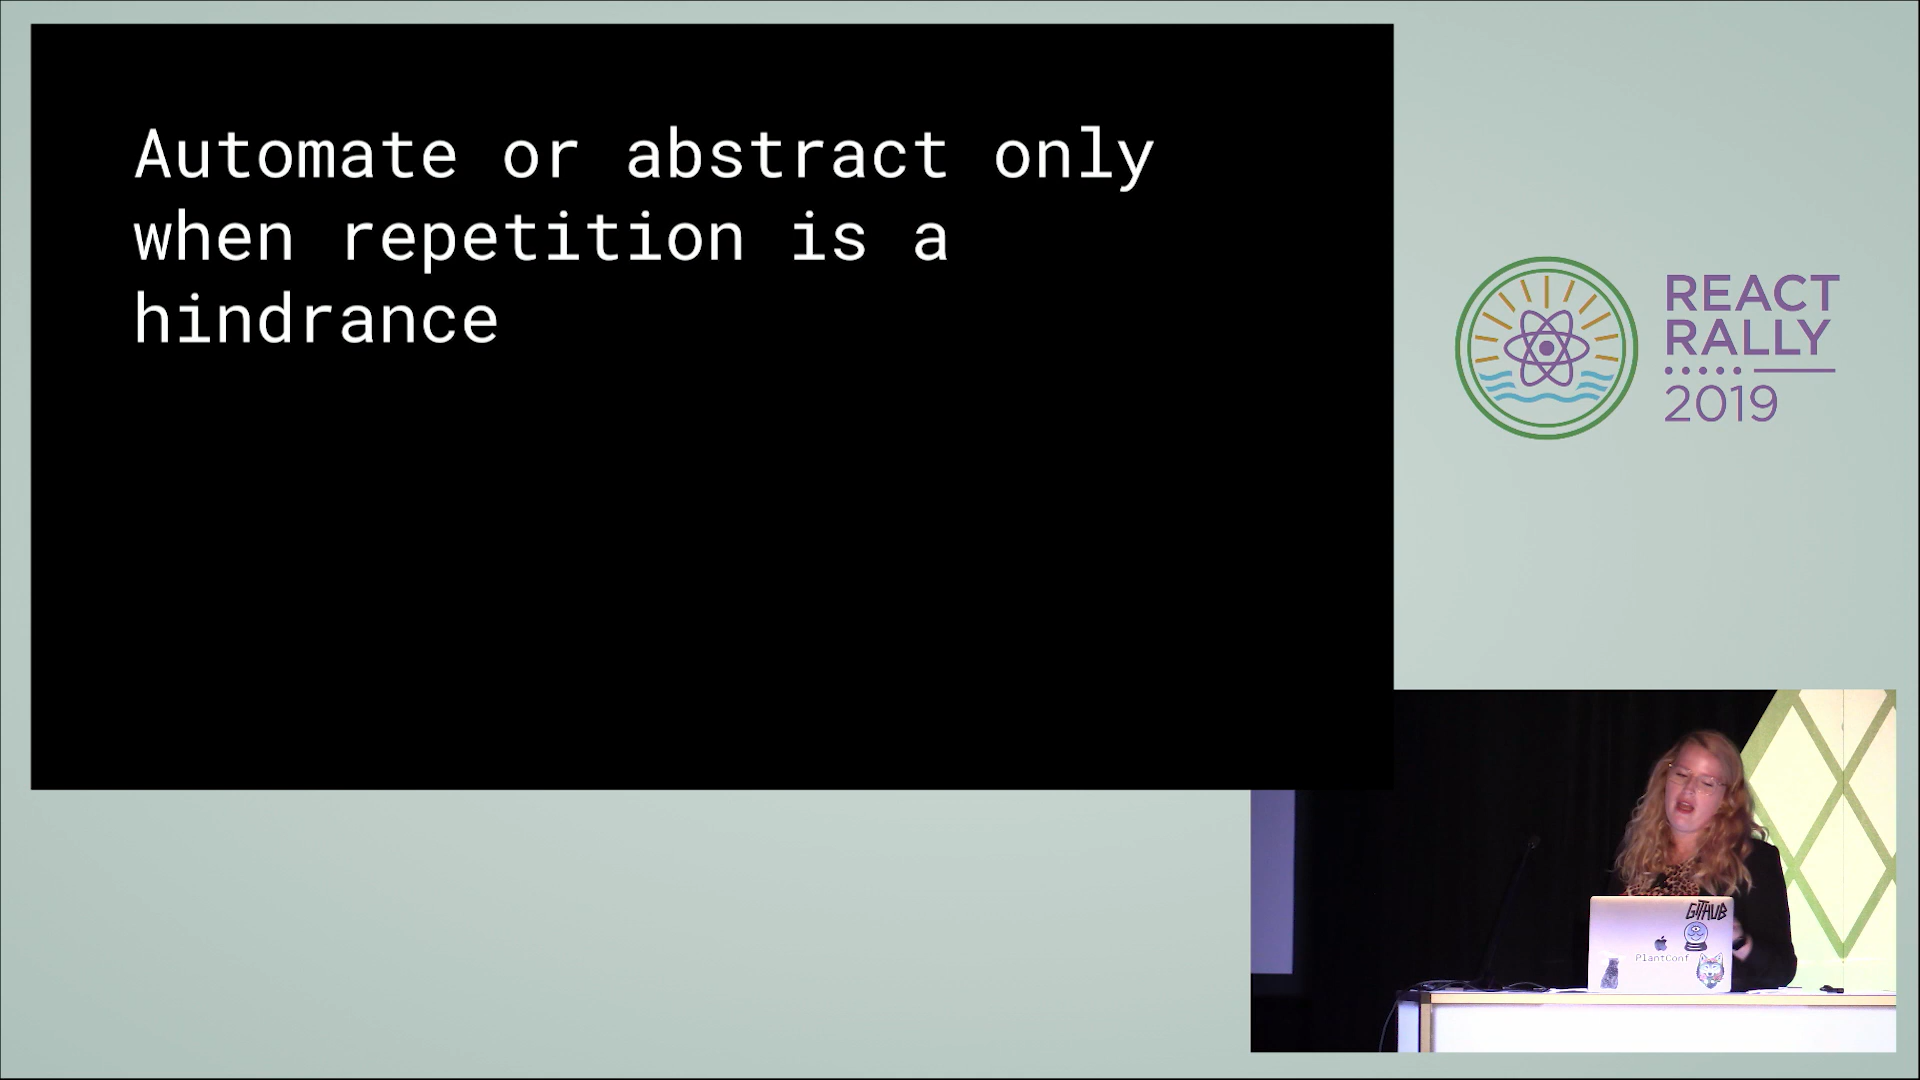 Automate or abstract only
when repetition is a
hindrance
REACT
RALLY
2019
GITHUB
PlantConf